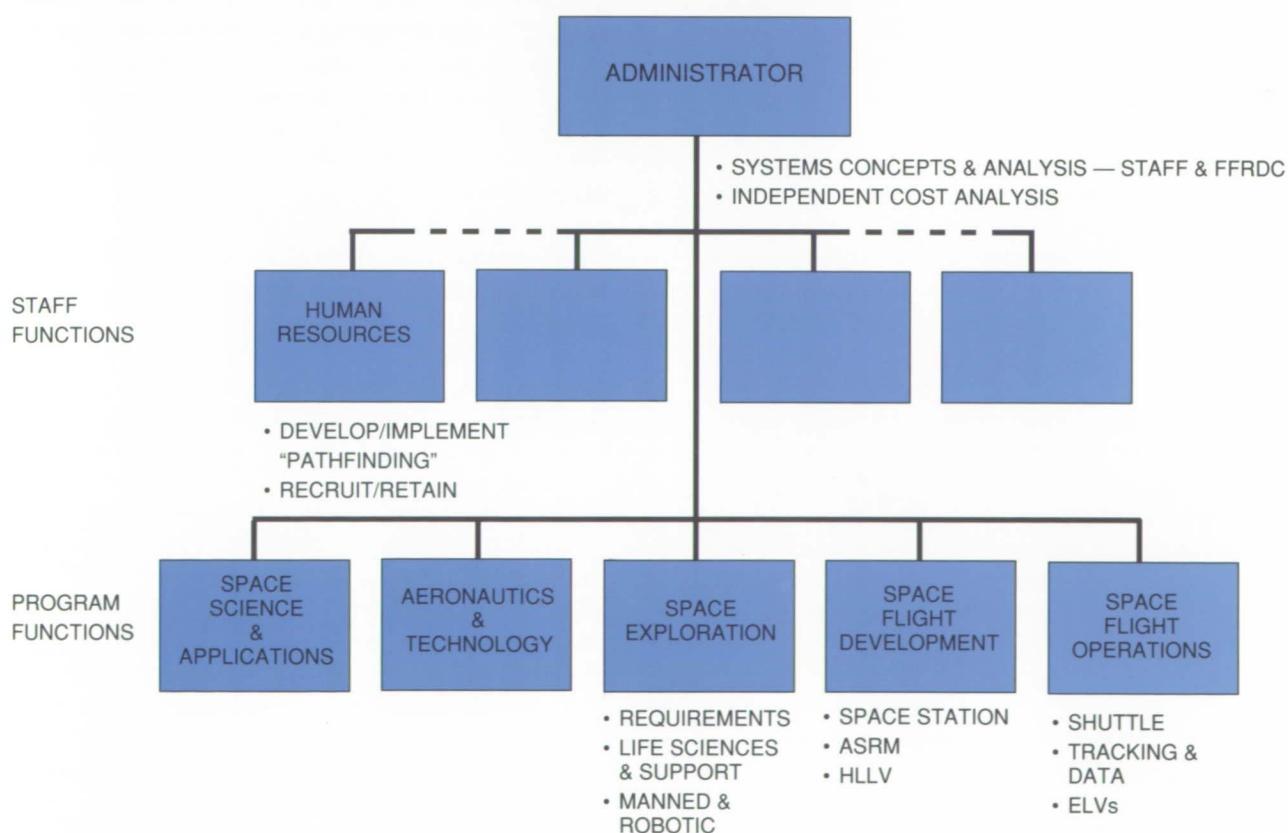 ADMINISTRATOR
• SYSTEMS CONCEPTS & ANALYSIS — STAFF & FFRDC
• INDEPENDENT COST ANALYSIS
STAFF
FUNCTIONS
HUMAN
RESOURCES
• DEVELOP/IMPLEMENT
“PATHFINDING”
• RECRUIT/RETAIN
PROGRAM
FUNCTIONS
SPACE
SCIENCE
&
APPLICATIONS
AERONAUTICS
&
TECHNOLOGY
SPACE
EXPLORATION
• REQUIREMENTS
• LIFE SCIENCES
& SUPPORT
• MANNED &
ROBOTIC
SPACE
FLIGHT
DEVELOPMENT
• SPACE STATION
• ASRM
• HLLV
SPACE
FLIGHT
OPERATIONS
• SHUTTLE
• TRACKING &
DATA
• ELVs